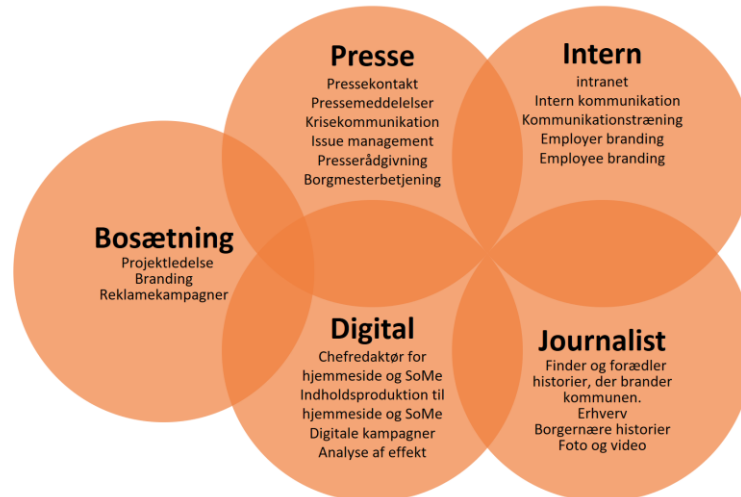 Presse
Pressekontakt
Pressemeddelelser
Krisekommunikation
Issue management
Presserådgivning
Borgmesterbetjening
Intern
intranet
Intern kommunikation
Kommunikationstræning
Employer branding
Employee branding
Bosætning
Projektledelse
Branding
Reklamekampagner
Digital
Chefredaktør for
hjemmeside og SoMe
Indholdsproduktion til
hjemmeside og SoMe
Digitale kampagner
Analyse af effekt
Journalist
Finder og forædler
historier, der brander
kommunen.
Erhverv
Borgernære historier
Foto og video